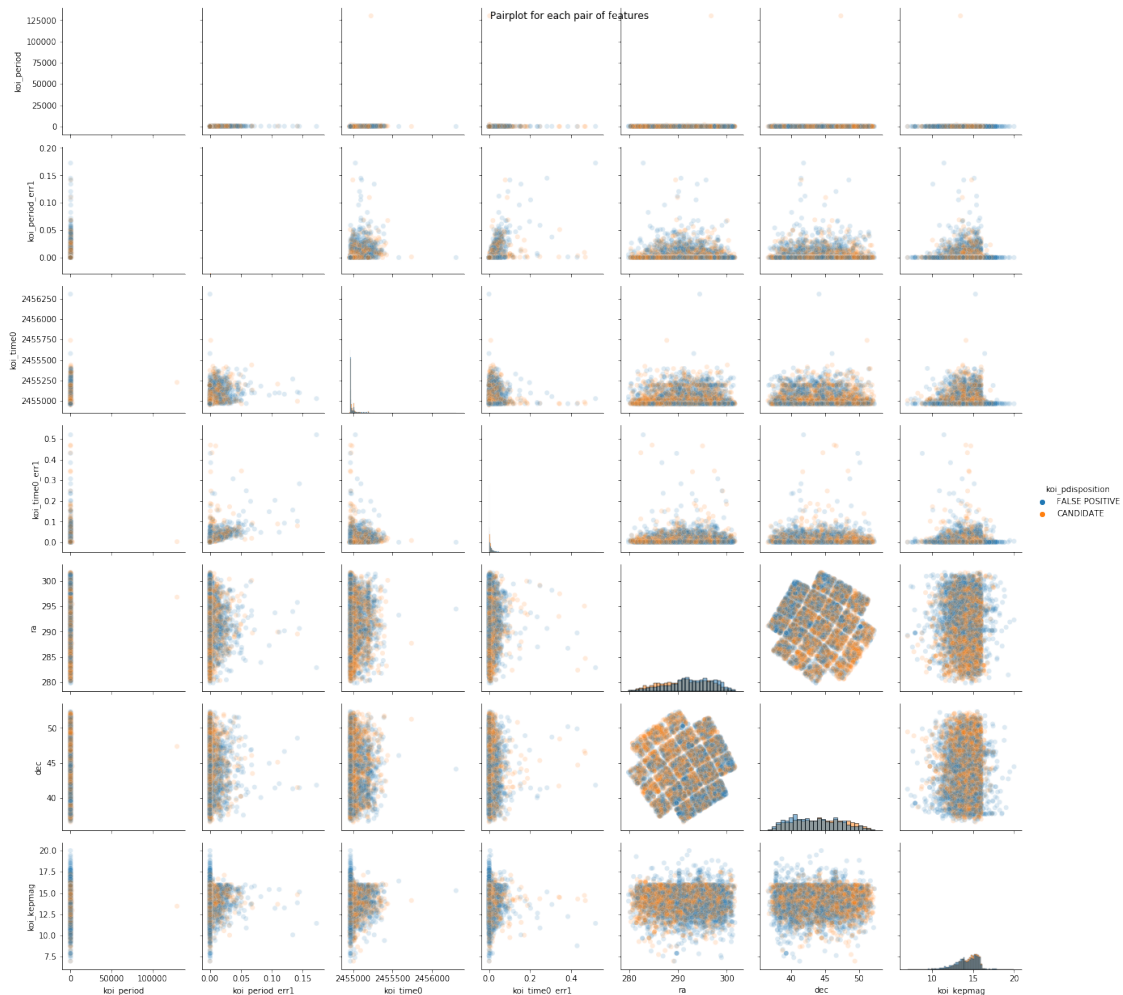 Pairplot for each pair of features
125000
100000
75000
50000
25000
0
koi_period
0.20
0.15
0.10
0.05
0.00
koi_period_err1
2456250
2456000
2455750
2455500
2455250
2455000
koi_time0
0.5
0.4
0.3
0.2
0.1
0.0
koi_time0_err1
koi_pdisposition
FALSE POSITIVE
CANDIDATE
300
295
290
285
280
ra
50
45
40
dec
20.0
17.5
15.0
12.5
10.0
7.5
koi_kepmag
0 50000 100000
koi_period
0.00 0.05 0.10 0.15
koi_period_err1
2455000 2455500 2456000
koi_time0
0.0 0.2 0.4
koi_time0_err1
280 290 300
ra
40 50
dec
10 15 20
koi_kepmag